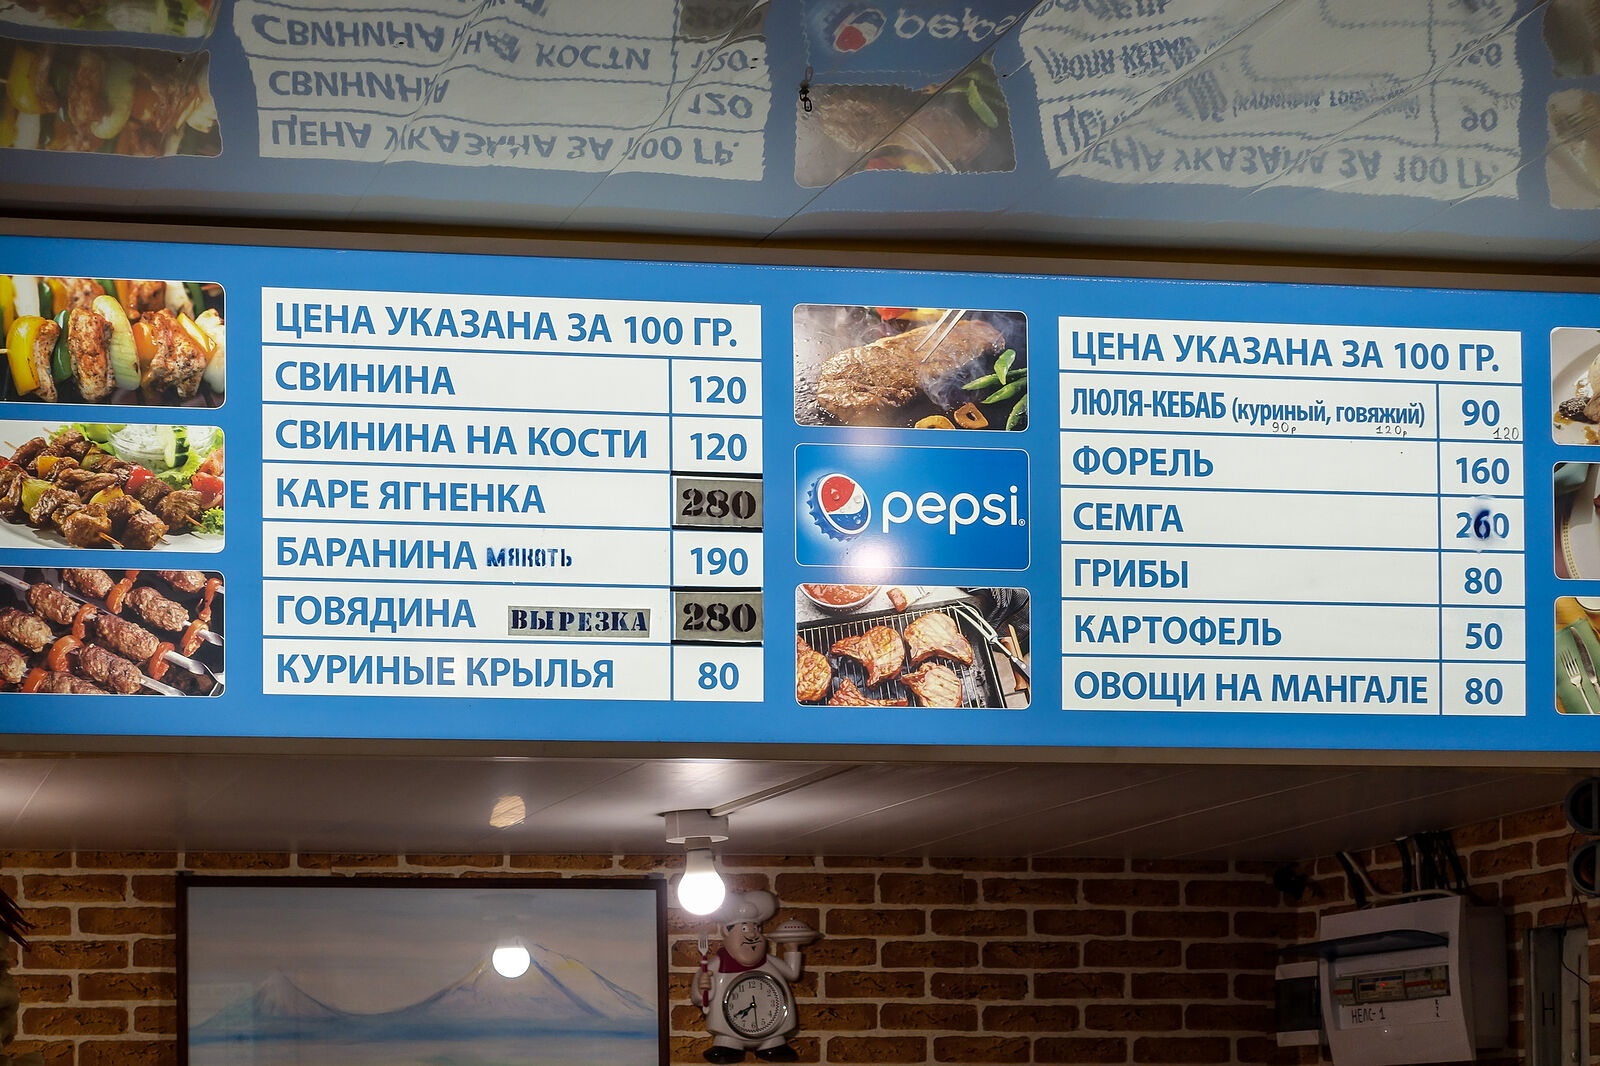 ЦЕНА УКАЗАНА ЗА 100 ГР.
СВИНИНА 120
СВИНИНА НА КОСТИ 120
КАРЕ ЯГНЕНКА 280
БАРАНИНА МЯКОТЬ 190
ГОВЯДИНА ВЫРЕЗКА 280
КУРИНЫЕ КРЫЛЬЯ 80
pepsi
ЦЕНА УКАЗАНА ЗА 100 ГР.
ЛЮЛЯ-КЕБАБ (куриный, говяжий) 90
90р 120р 120
ФОРЕЛЬ 160
СЕМГА 260
ГРИБЫ 80
КАРТОФЕЛЬ 50
ОВОЩИ НА МАНГАЛЕ 80
НЕЛС-1